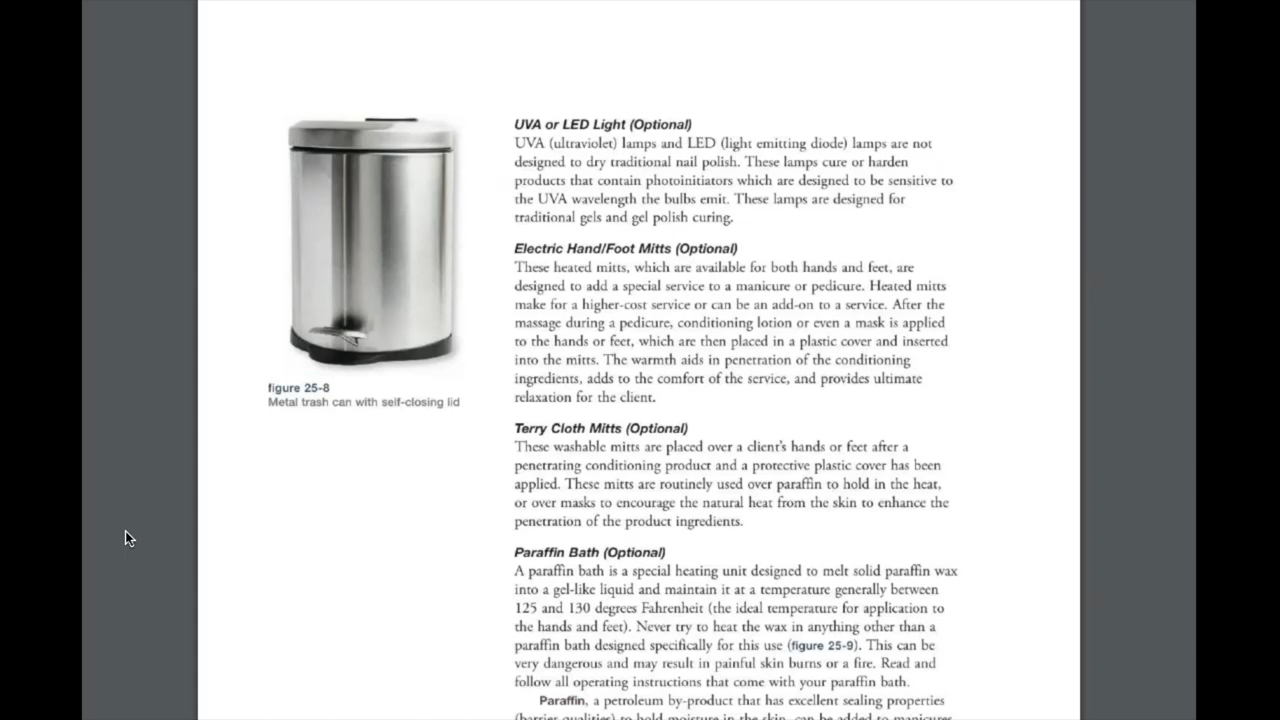 UVA or LED Light (Optional)
UVA (ultraviolet) lamps and LED (light emitting diode) lamps are not
designed to dry traditional nail polish. These lamps cure or harden
products that contain photoinitiators which are designed to be sensitive to
the UVA wavelength the bulbs emit. These lamps are designed for
traditional gels and gel polish curing.
Electric Hand/Foot Mitts (Optional)
These heated mitts, which are available for both hands and feet, are
designed to add a special service to a manicure or pedicure. Heated mitts
make for a higher-cost service or can be an add-on to a service. After the
massage during a pedicure, conditioning lotion or even a mask is applied
to the hands or feet, which are then placed in a plastic cover and inserted
into the mitts. The warmth aids in penetration of the conditioning
ingredients, adds to the comfort of the service, and provides ultimate
relaxation for the client.
figure 25-8
Metal trash can with self-closing lid
Terry Cloth Mitts (Optional)
These washable mitts are placed over a client's hands or feet after a
penetrating conditioning product and a protective plastic cover has been
applied. These mitts are routinely used over paraffin to hold in the heat,
or over masks to encourage the natural heat from the skin to enhance the
penetration of the product ingredients.
Paraffin Bath (Optional)
A paraffin bath is a special heating unit designed to melt solid paraffin wax
into a gel-like liquid and maintain it at a temperature generally between
125 and 130 degrees Fahrenheit (the ideal temperature for application to
the hands and feet). Never try to heat the wax in anything other than a
paraffin bath designed specifically for this use (figure 25-9). This can be
very dangerous and may result in painful skin burns or a fire. Read and
follow all operating instructions that come with your paraffin bath.
Paraffin, a petroleum by-product that has excellent sealing properties
(barrier qualities) to hold moisture in the skin, can be added to manicures